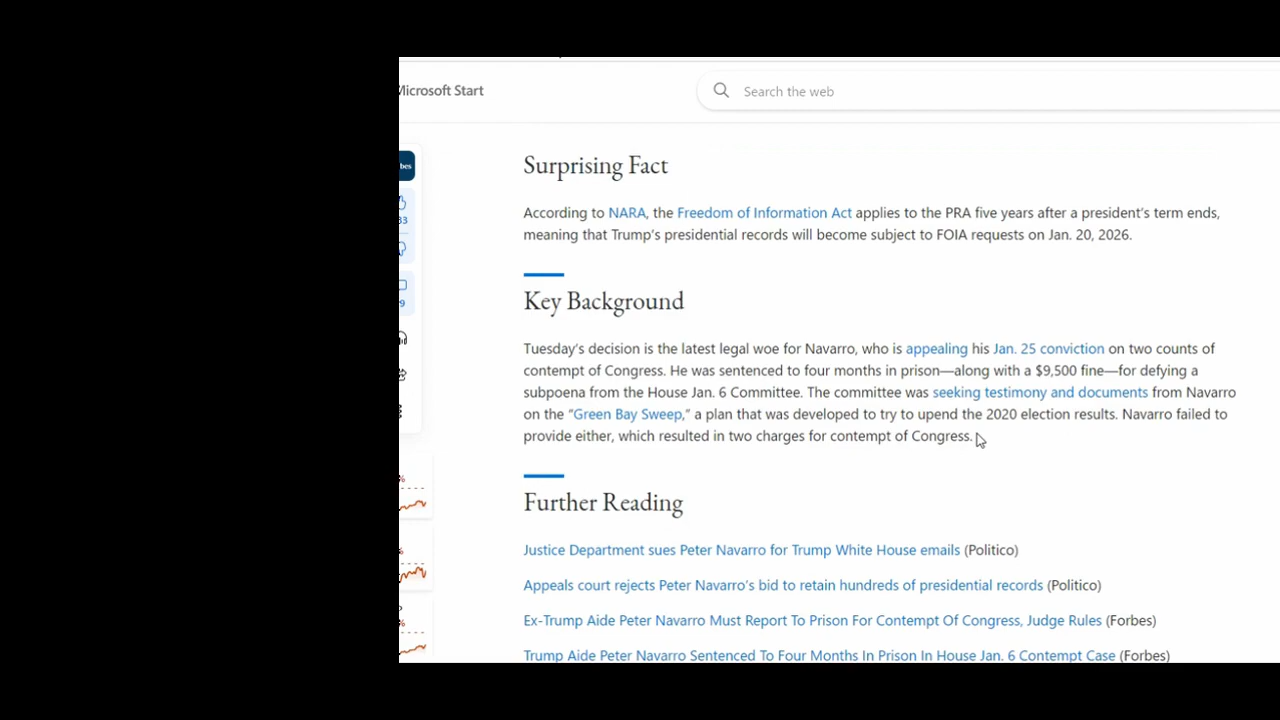 Microsoft Start
Search the web
bes
33
9
Surprising Fact
According to NARA, the Freedom of Information Act applies to the PRA five years after a president's term ends,
meaning that Trump's presidential records will become subject to FOIA requests on Jan. 20, 2026.
Key Background
Tuesday's decision is the latest legal woe for Navarro, who is appealing his Jan. 25 conviction on two counts of
contempt of Congress. He was sentenced to four months in prison—along with a $9,500 fine—for defying a
subpoena from the House Jan. 6 Committee. The committee was seeking testimony and documents from Navarro
on the “Green Bay Sweep,” a plan that was developed to try to upend the 2020 election results. Navarro failed to
provide either, which resulted in two charges for contempt of Congress.
%
%
%
Further Reading
Justice Department sues Peter Navarro for Trump White House emails (Politico)
Appeals court rejects Peter Navarro's bid to retain hundreds of presidential records (Politico)
Ex-Trump Aide Peter Navarro Must Report To Prison For Contempt Of Congress, Judge Rules (Forbes)
Trump Aide Peter Navarro Sentenced To Four Months In Prison In House Jan. 6 Contempt Case (Forbes)